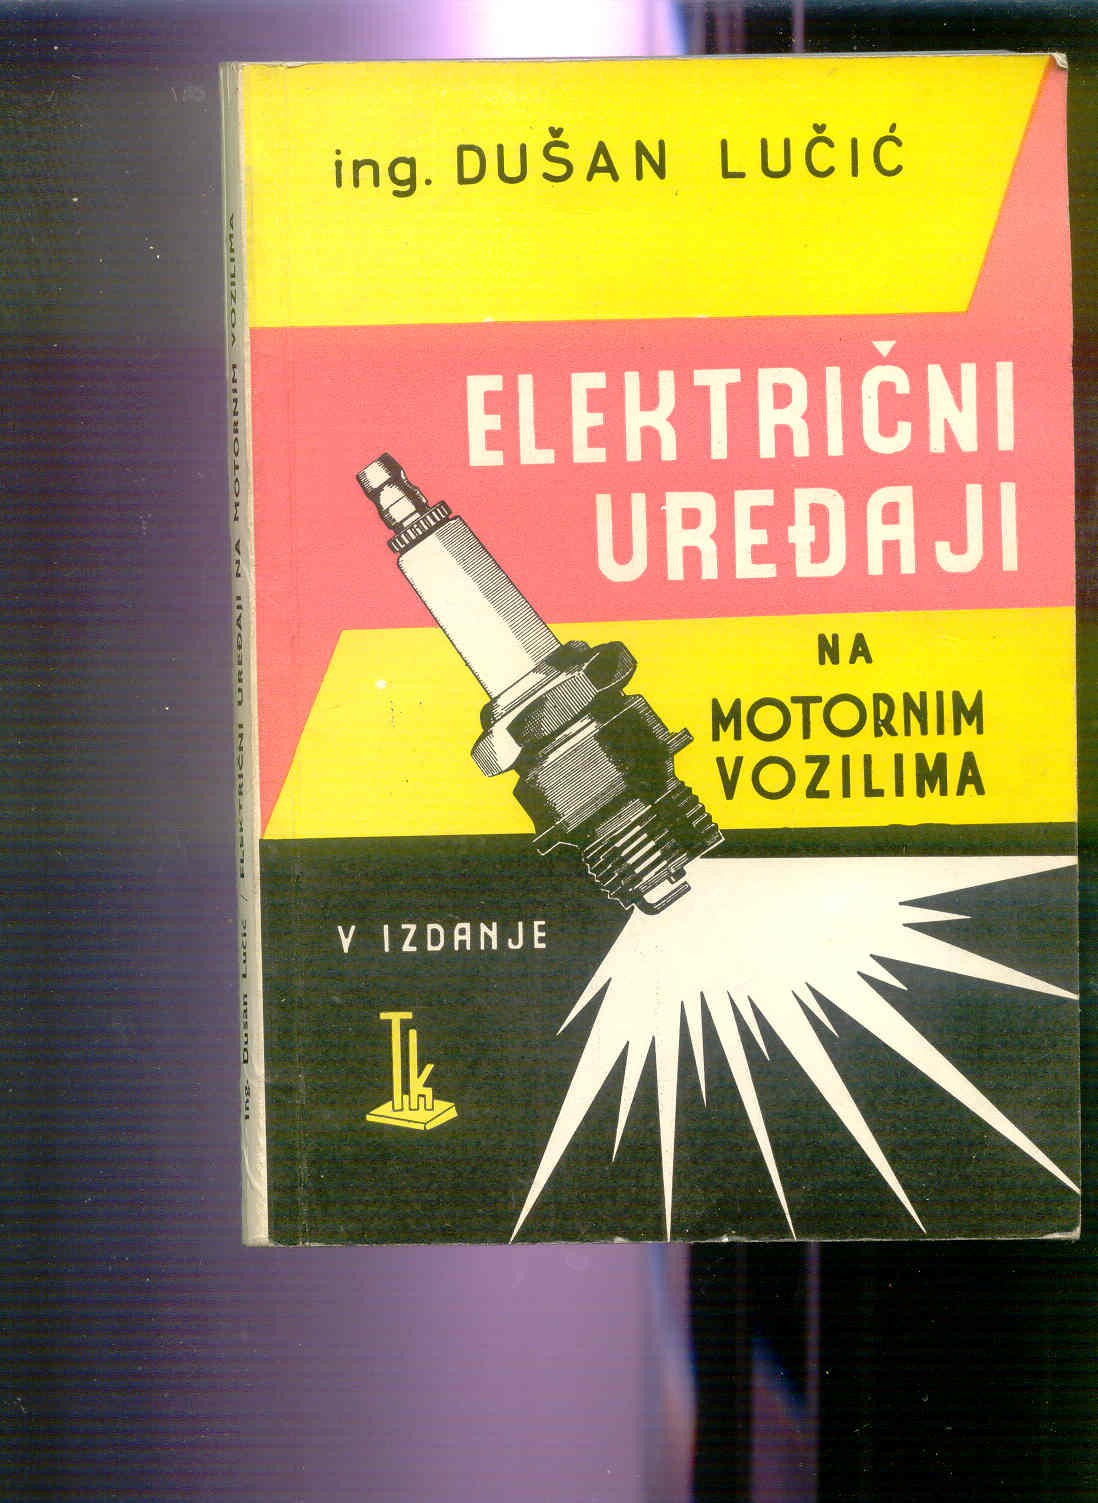 ing. DUŠAN LUČIĆ
ELEKTRIČNI
UREĐAJI
NA
MOTORNIM
VOZILIMA
V IZDANJE
Tk
Ing. Dušan Lučić / ELEKTRIČNI UREĐAJI NA MOTORNIM VOZILIMA